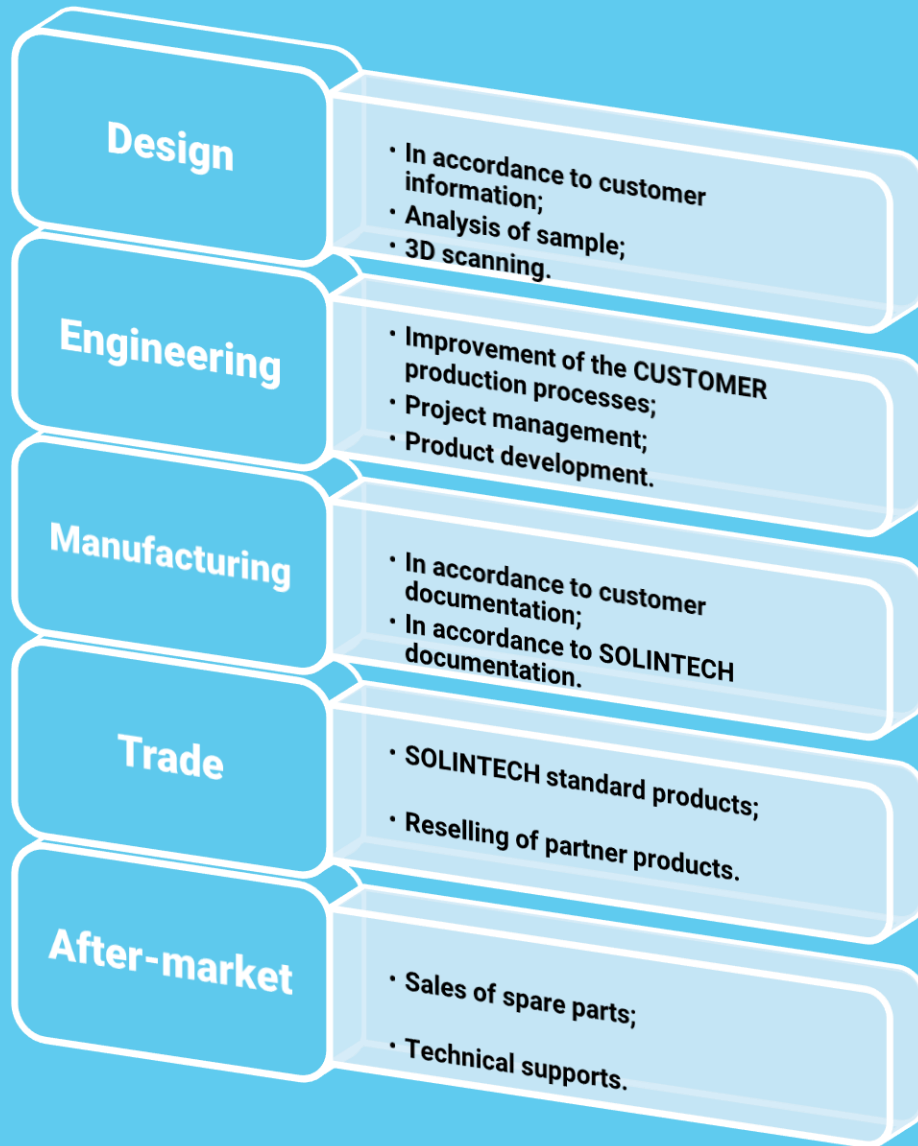 Design
• In accordance to customer
information;
• Analysis of sample;
• 3D scanning.
Engineering
• Improvement of the CUSTOMER
production processes;
• Project management;
• Product development.
Manufacturing
• In accordance to customer
documentation;
• In accordance to SOLINTECH
documentation.
Trade
• SOLINTECH standard products;
• Reselling of partner products.
After-market
• Sales of spare parts;
• Technical supports.